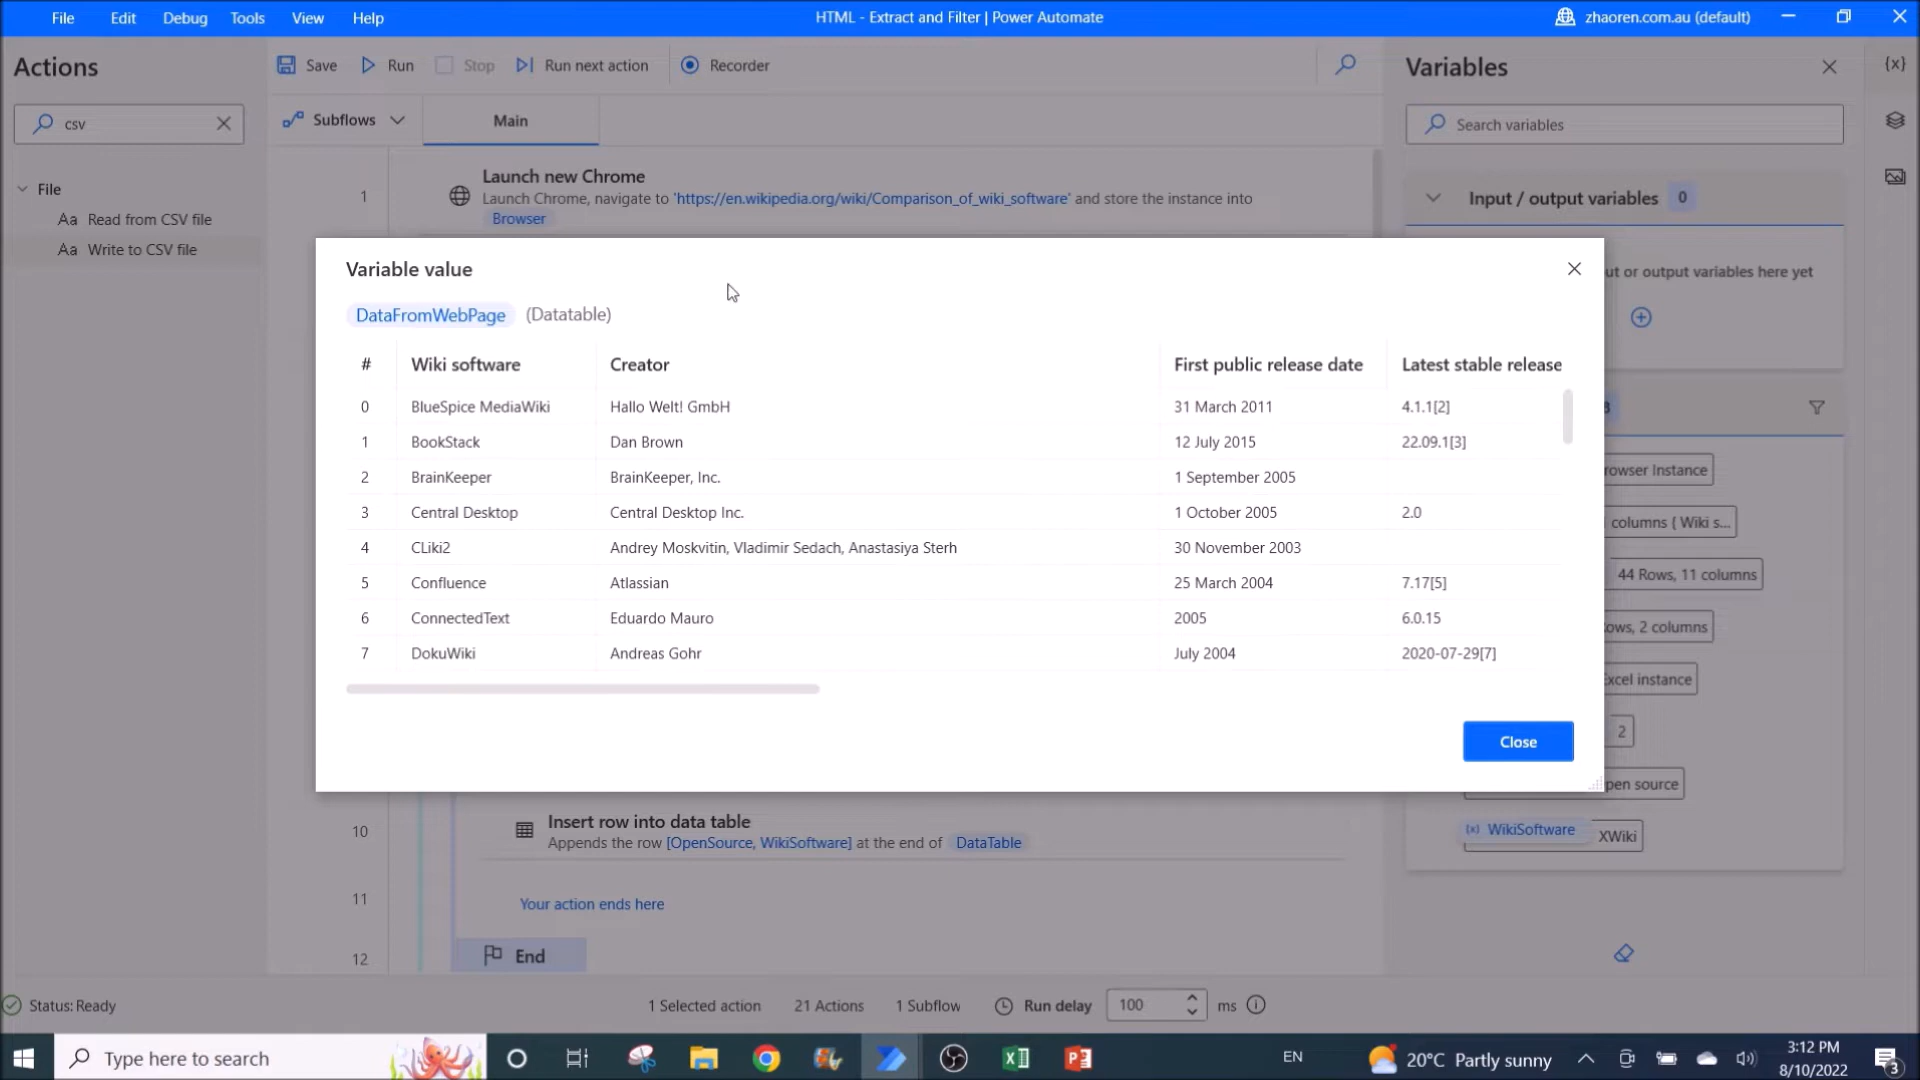 File Edit Debug Tools View Help
HTML - Extract and Filter | Power Automate
zhaoren.com.au (default)
Actions
Save Run Stop Run next action Recorder
Variables
{x}
csv
Subflows Main
Search variables
File
Read from CSV file
Write to CSV file
1
Launch new Chrome
Launch Chrome, navigate to 'https://en.wikipedia.org/wiki/Comparison_of_wiki_software' and store the instance into
Browser
Input / output variables 0
ut or output variables here yet
Variable value
DataFromWebPage (Datatable)
# Wiki software Creator First public release date Latest stable release
0 BlueSpice MediaWiki Hallo Welt! GmbH 31 March 2011 4.1.1[2]
1 BookStack Dan Brown 12 July 2015 22.09.1[3]
2 BrainKeeper BrainKeeper, Inc. 1 September 2005
3 Central Desktop Central Desktop Inc. 1 October 2005 2.0
4 CLiki2 Andrey Moskvitin, Vladimir Sedach, Anastasiya Sterh 30 November 2003
5 Confluence Atlassian 25 March 2004 7.17[5]
6 ConnectedText Eduardo Mauro 2005 6.0.15
7 DokuWiki Andreas Gohr July 2004 2020-07-29[7]
Close
rowser Instance
columns ( Wiki s...
44 Rows, 11 columns
ows, 2 columns
Excel instance
2
pen source
{x} WikiSoftware XWiki
10
Insert row into data table
Appends the row [OpenSource, WikiSoftware] at the end of DataTable
11
Your action ends here
12
End
Status: Ready
1 Selected action 21 Actions 1 Subflow Run delay 100 ms
Type here to search
EN
20°C Partly sunny
3:12 PM
8/10/2022
3